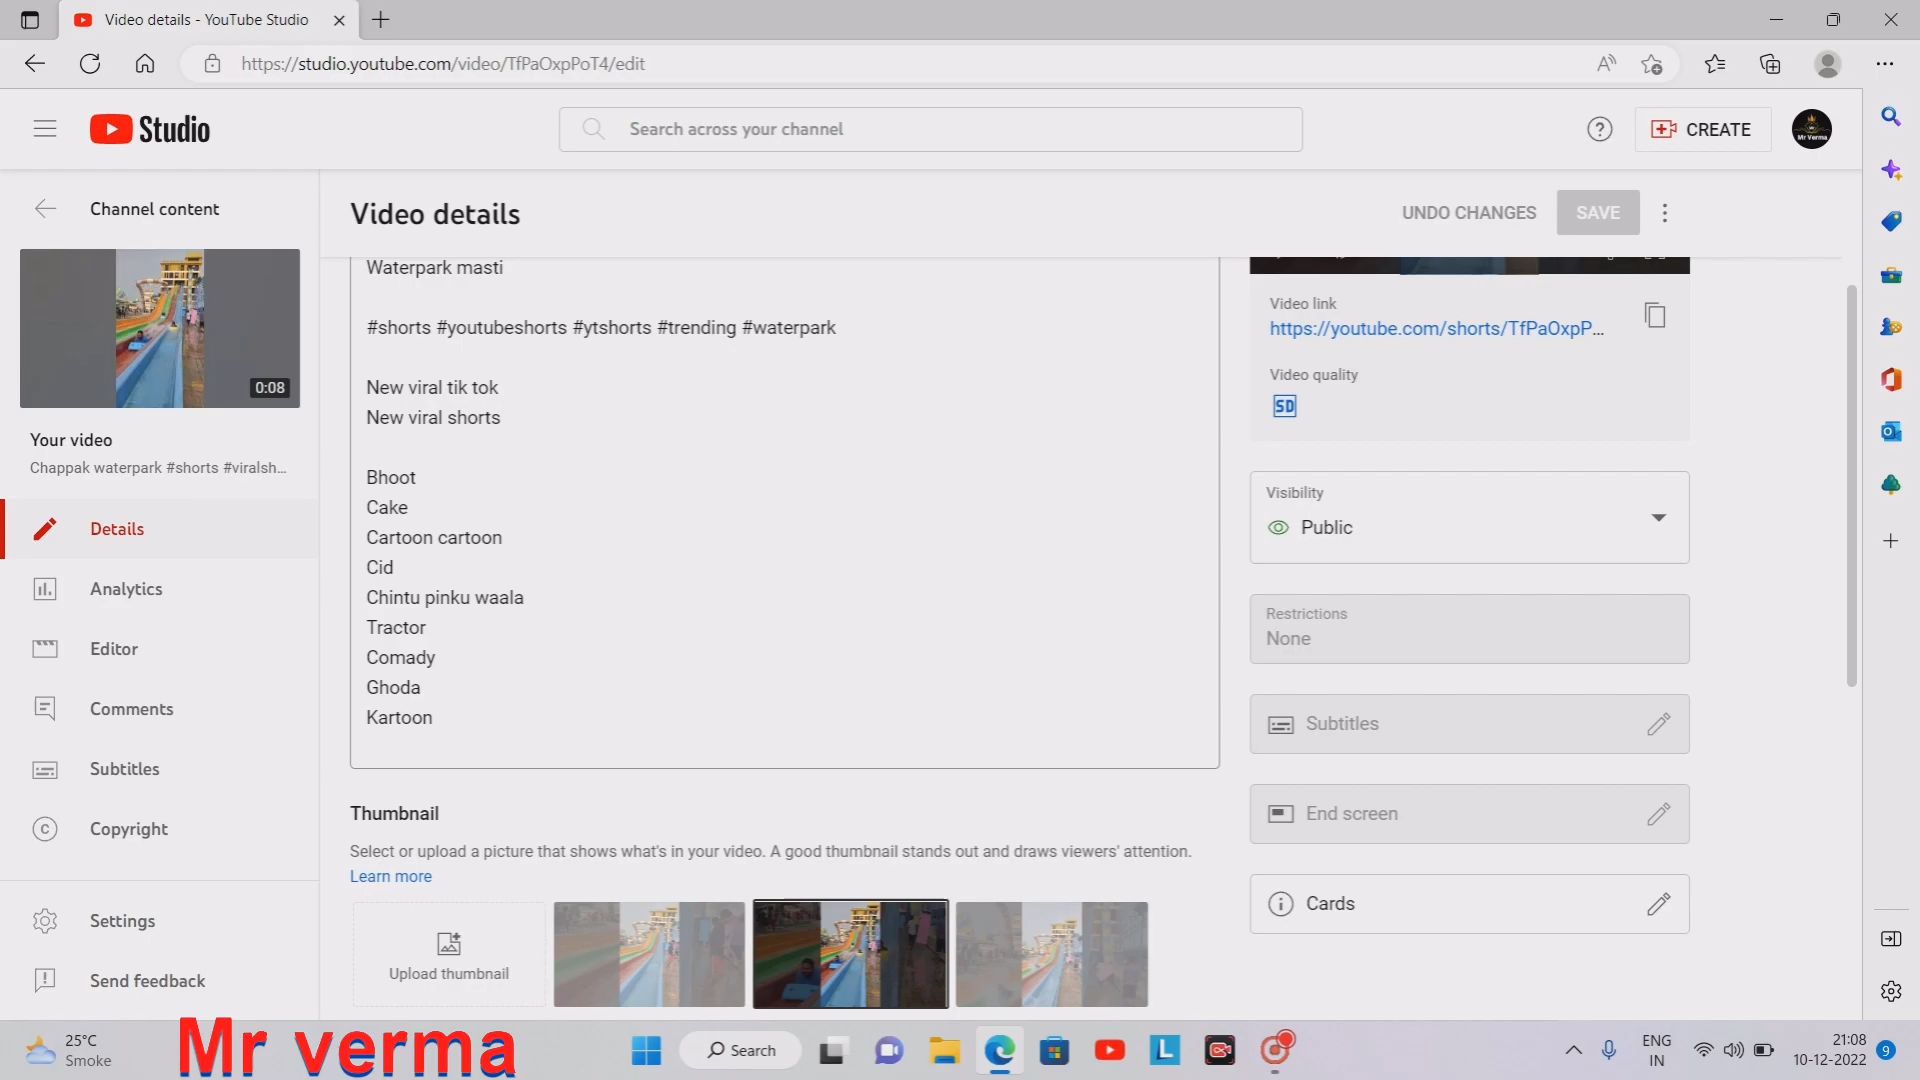 Video details - YouTube Studio
https://studio.youtube.com/video/TfPaOxpPoT4/edit
Studio
Search across your channel
CREATE
Mr Verma
Channel content
Video details
UNDO CHANGES
SAVE
0:08
Your video
Chappak waterpark #shorts #viralsh...
Details
Analytics
Editor
Comments
Subtitles
Copyright
Settings
Send feedback
Waterpark masti
#shorts #youtubeshorts #ytshorts #trending #waterpark
New viral tik tok
New viral shorts
Bhoot
Cake
Cartoon cartoon
Cid
Chintu pinku waala
Tractor
Comady
Ghoda
Kartoon
Thumbnail
Select or upload a picture that shows what's in your video. A good thumbnail stands out and draws viewers' attention.
Learn more
Upload thumbnail
Video link
https://youtube.com/shorts/TfPaOxpP...
Video quality
SD
Visibility
Public
Restrictions
None
Subtitles
End screen
Cards
25°C
Smoke
Mr verma
Search
ENG
IN
21:08
10-12-2022
9